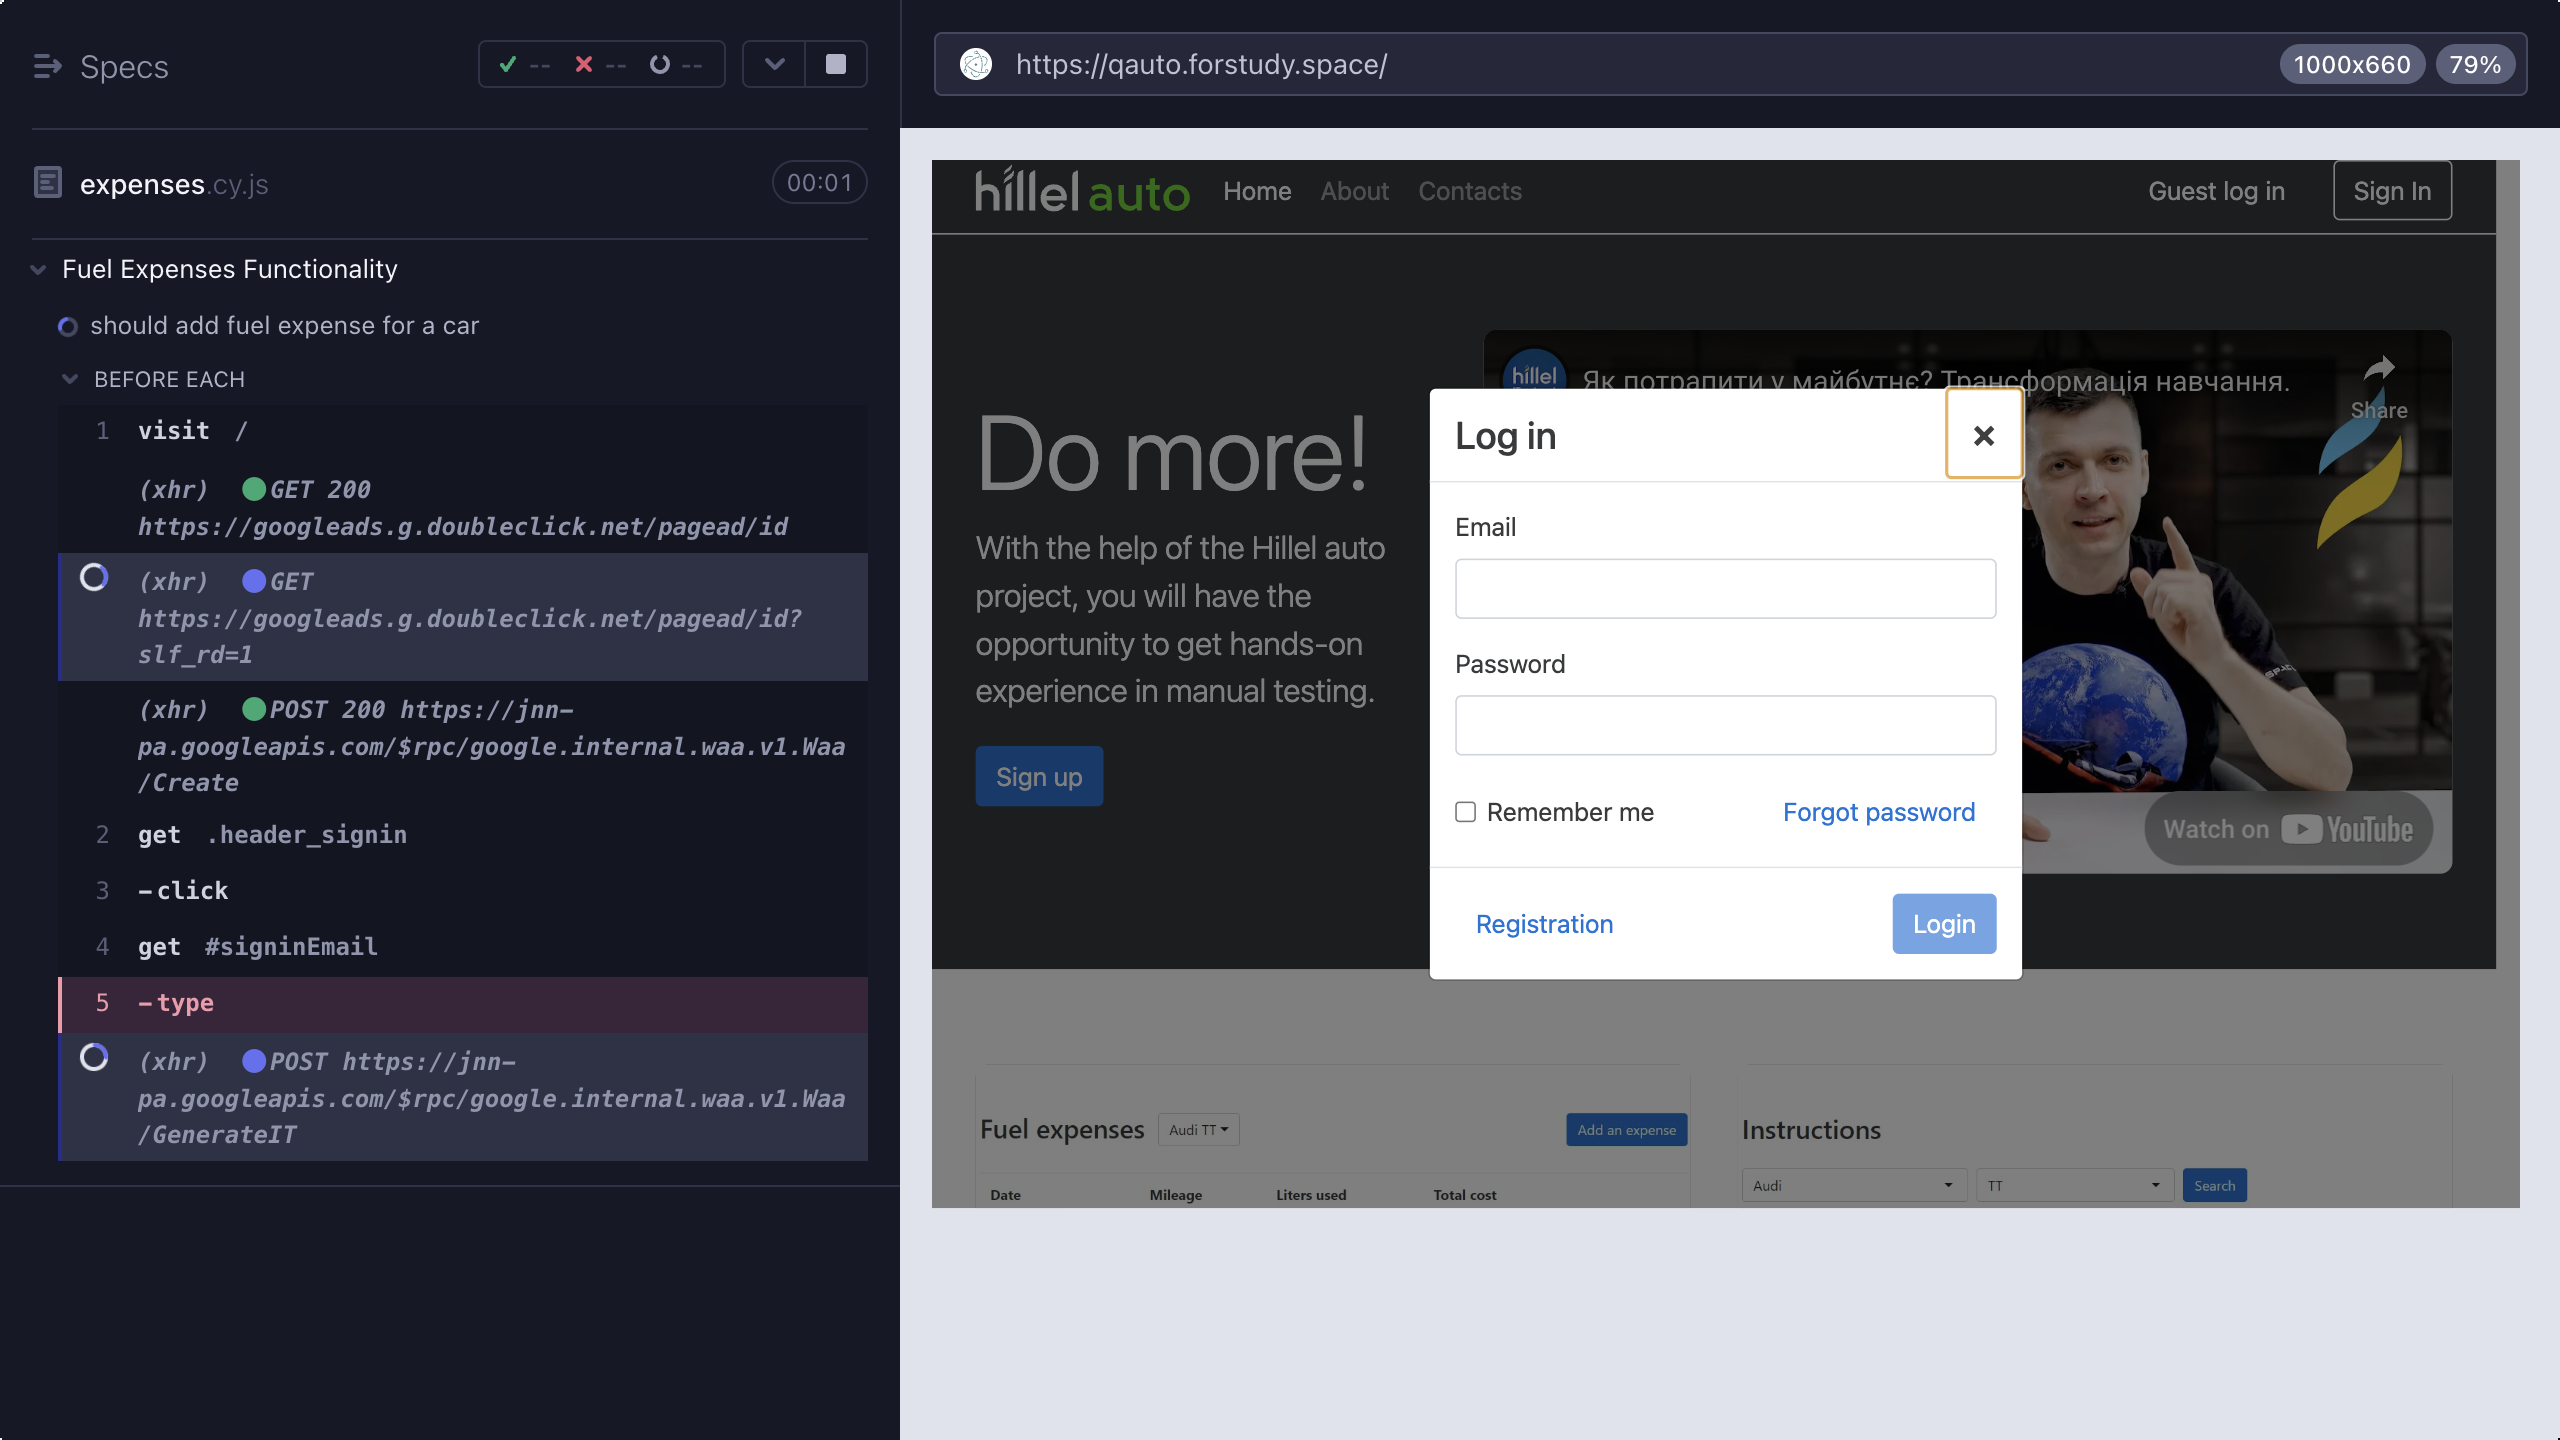 Specs
-- -- --
https://qauto.forstudy.space/
1000x660
79%
expenses.cy.js
00:01
Fuel Expenses Functionality
should add fuel expense for a car
BEFORE EACH
1 visit /
(xhr) GET 200
https://googleads.g.doubleclick.net/pagead/id
(xhr) GET
https://googleads.g.doubleclick.net/pagead/id?
slf_rd=1
(xhr) POST 200 https://jnn-
pa.googleapis.com/$rpc/google.internal.waa.v1.Waa
/Create
2 get .header_signin
3 -click
4 get #signinEmail
5 -type
(xhr) POST https://jnn-
pa.googleapis.com/$rpc/google.internal.waa.v1.Waa
/GenerateIT
hillel auto
Home
About
Contacts
Guest log in
Sign In
Do more!
With the help of the Hillel auto
project, you will have the
opportunity to get hands-on
experience in manual testing.
Sign up
hillel
Як потрапити у майбутнє? Трансформація навчання.
Share
Watch on YouTube
Log in
×
Email
Password
Remember me
Forgot password
Registration
Login
Fuel expenses
Audi TT
Add an expense
Date Mileage Liters used Total cost
Instructions
Audi
TT
Search